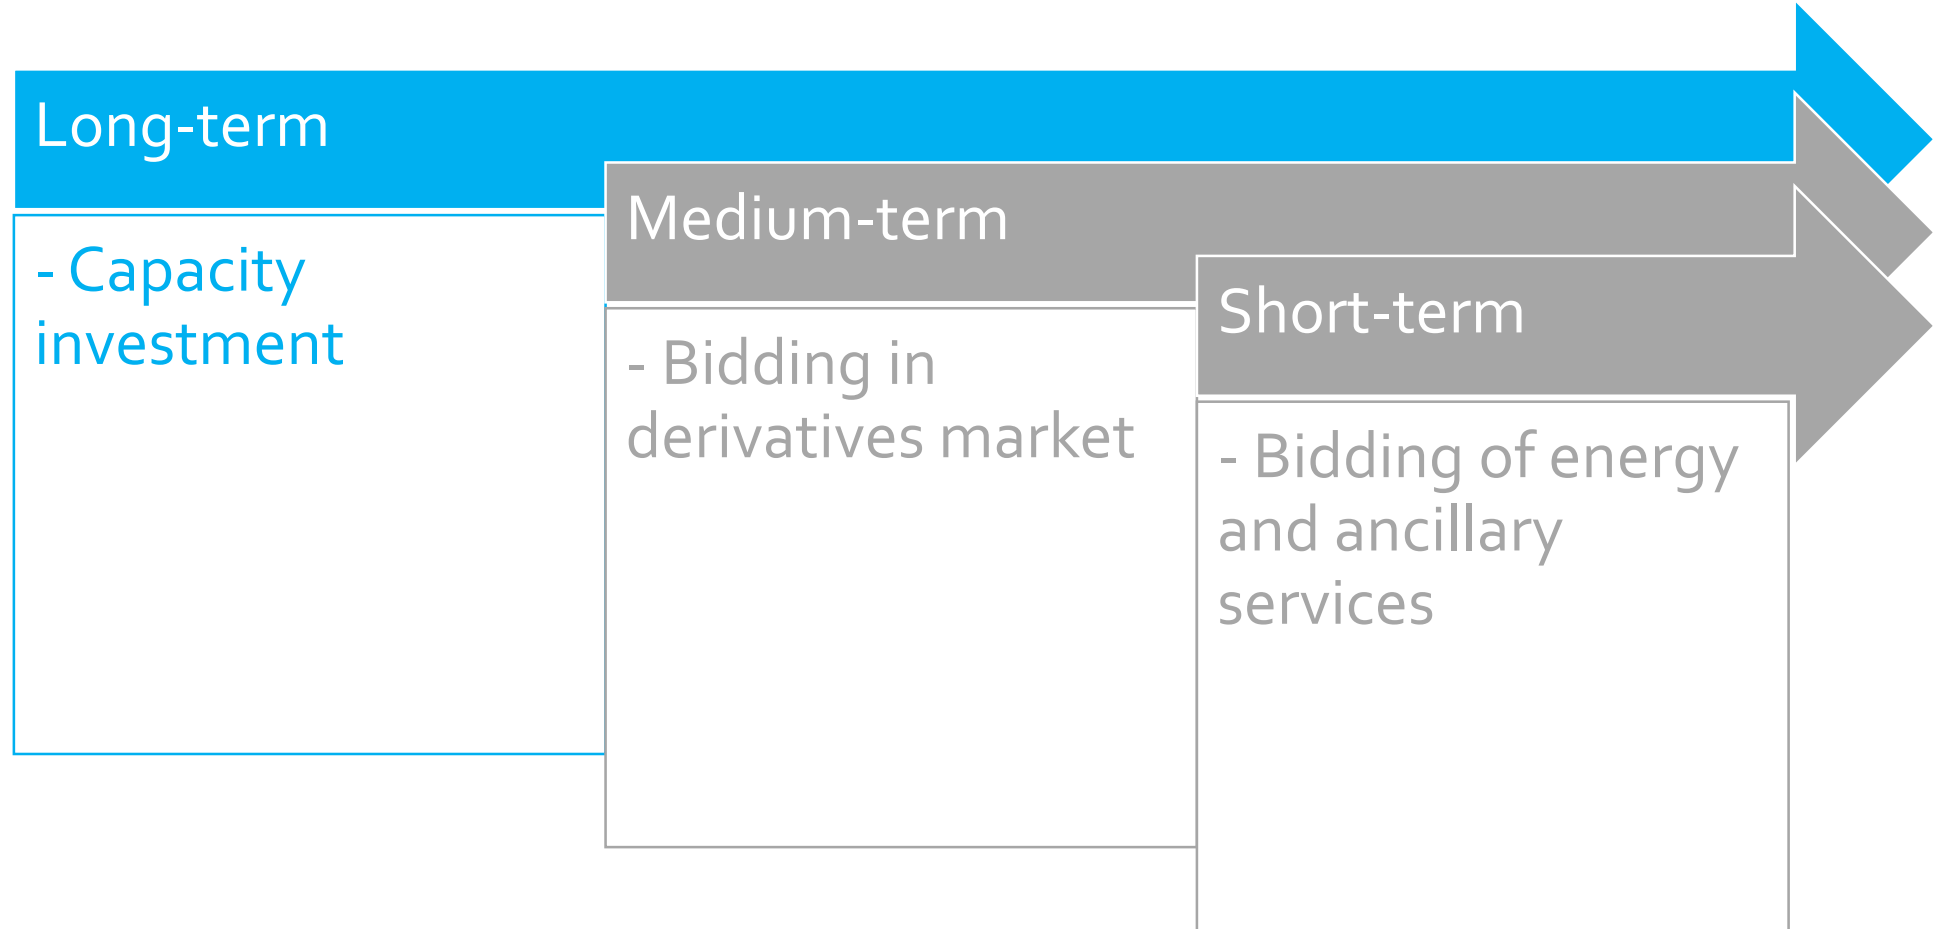 Long-term
- Capacity
investment
Medium-term
- Bidding in
derivatives market
Short-term
- Bidding of energy
and ancillary
services